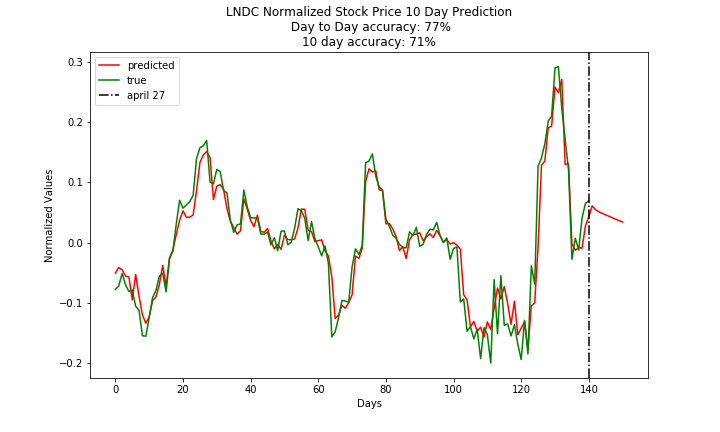 LNDC Normalized Stock Price 10 Day Prediction
Day to Day accuracy: 77%
10 day accuracy: 71%
predicted
true
april 27
0.3
0.2
0.1
0.0
−0.1
−0.2
Normalized Values
0 20 40 60 80 100 120 140
Days